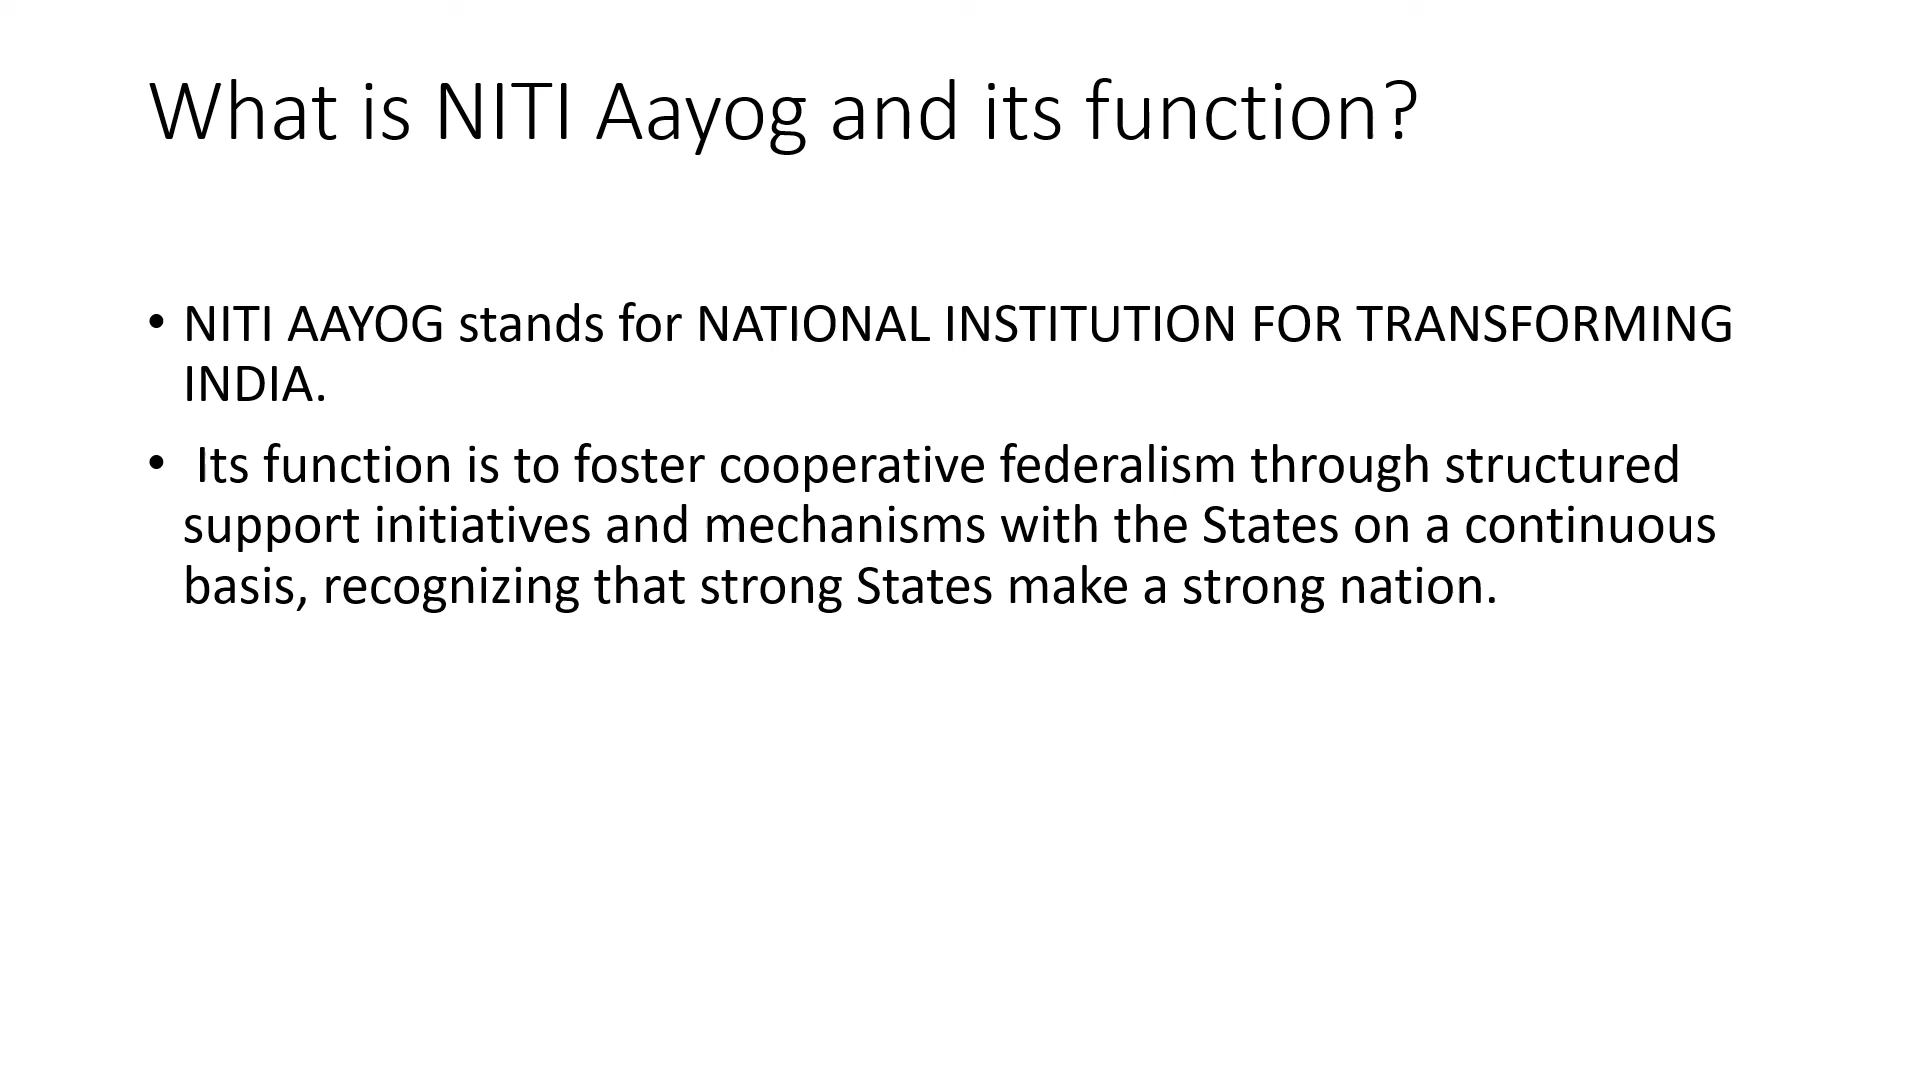 What is NITI Aayog and its function?
• NITI AAYOG stands for NATIONAL INSTITUTION FOR TRANSFORMING
INDIA.
• Its function is to foster cooperative federalism through structured
support initiatives and mechanisms with the States on a continuous
basis, recognizing that strong States make a strong nation.